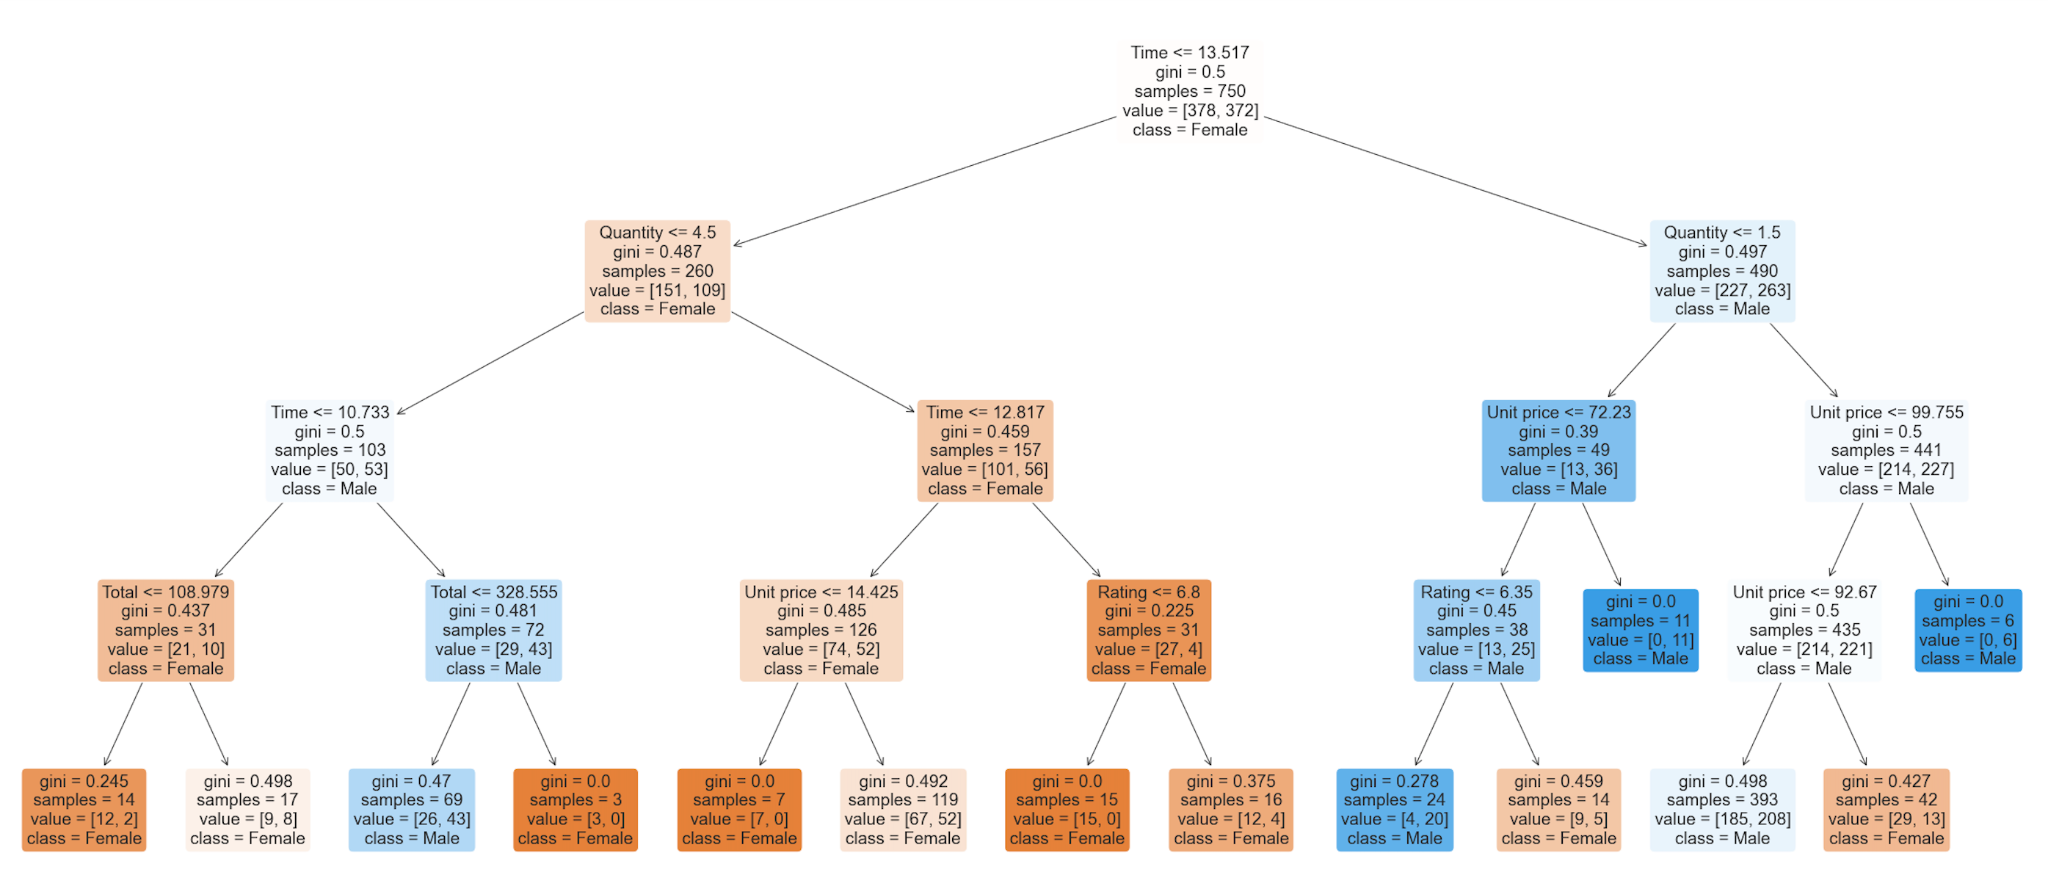 Time <= 13.517
gini = 0.5
samples = 750
value = [378, 372]
class = Female
Quantity <= 4.5
gini = 0.487
samples = 260
value = [151, 109]
class = Female
Quantity <= 1.5
gini = 0.497
samples = 490
value = [227, 263]
class = Male
Time <= 10.733
gini = 0.5
samples = 103
value = [50, 53]
class = Male
Time <= 12.817
gini = 0.459
samples = 157
value = [101, 56]
class = Female
Unit price <= 72.23
gini = 0.39
samples = 49
value = [13, 36]
class = Male
Unit price <= 99.755
gini = 0.5
samples = 441
value = [214, 227]
class = Male
Total <= 108.979
gini = 0.437
samples = 31
value = [21, 10]
class = Female
Total <= 328.555
gini = 0.481
samples = 72
value = [29, 43]
class = Male
Unit price <= 14.425
gini = 0.485
samples = 126
value = [74, 52]
class = Female
Rating <= 6.8
gini = 0.225
samples = 31
value = [27, 4]
class = Female
Rating <= 6.35
gini = 0.45
samples = 38
value = [13, 25]
class = Male
gini = 0.0
samples = 11
value = [0, 11]
class = Male
Unit price <= 92.67
gini = 0.5
samples = 435
value = [214, 221]
class = Male
gini = 0.0
samples = 6
value = [0, 6]
class = Male
gini = 0.245
samples = 14
value = [12, 2]
class = Female
gini = 0.498
samples = 17
value = [9, 8]
class = Female
gini = 0.47
samples = 69
value = [26, 43]
class = Male
gini = 0.0
samples = 3
value = [3, 0]
class = Female
gini = 0.0
samples = 7
value = [7, 0]
class = Female
gini = 0.492
samples = 119
value = [67, 52]
class = Female
gini = 0.0
samples = 15
value = [15, 0]
class = Female
gini = 0.375
samples = 16
value = [12, 4]
class = Female
gini = 0.278
samples = 24
value = [4, 20]
class = Male
gini = 0.459
samples = 14
value = [9, 5]
class = Female
gini = 0.498
samples = 393
value = [185, 208]
class = Male
gini = 0.427
samples = 42
value = [29, 13]
class = Female